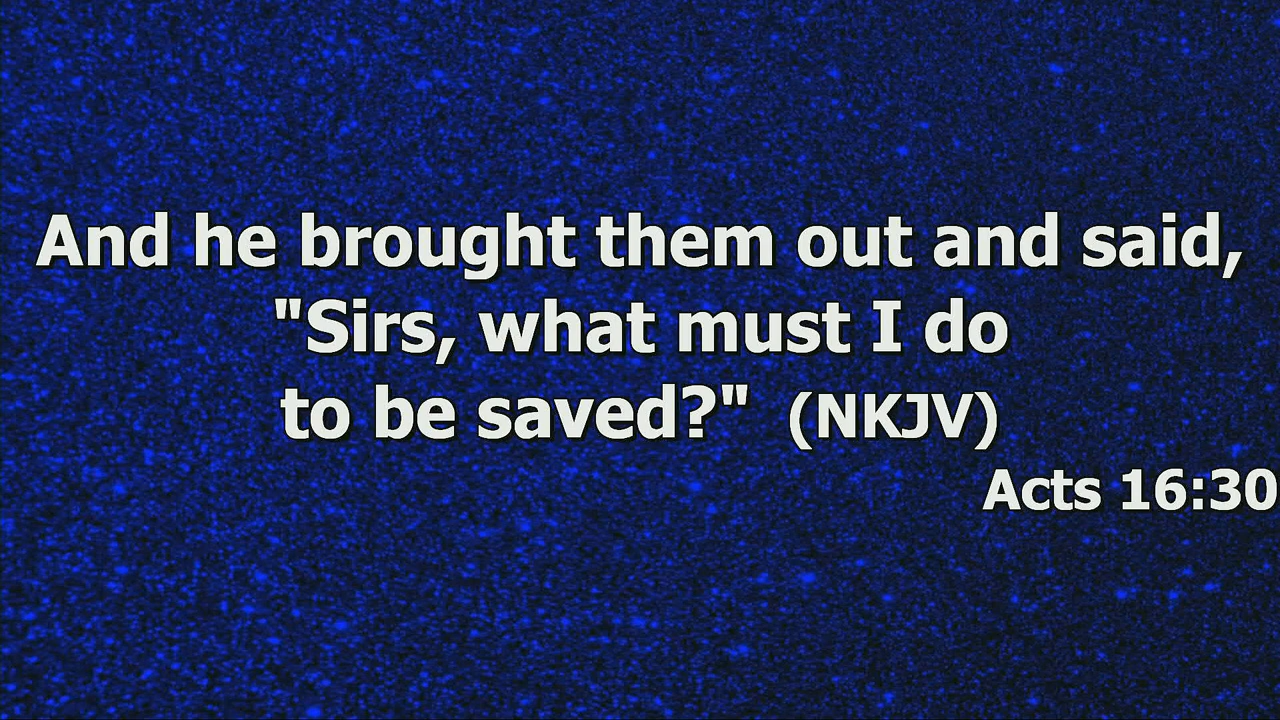 And he brought them out and said,
"Sirs, what must I do
to be saved?" (NKJV)
Acts 16:30